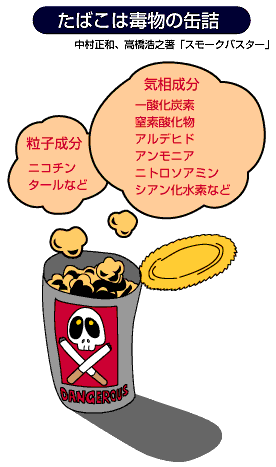 たばこは毒物の缶詰
中村正和、高橋浩之著「スモークバスター」
気相成分
一酸化炭素
窒素酸化物
アルデヒド
アンモニア
ニトロソアミン
シアン化水素など
粒子成分
ニコチン
タールなど
DANGEROUS